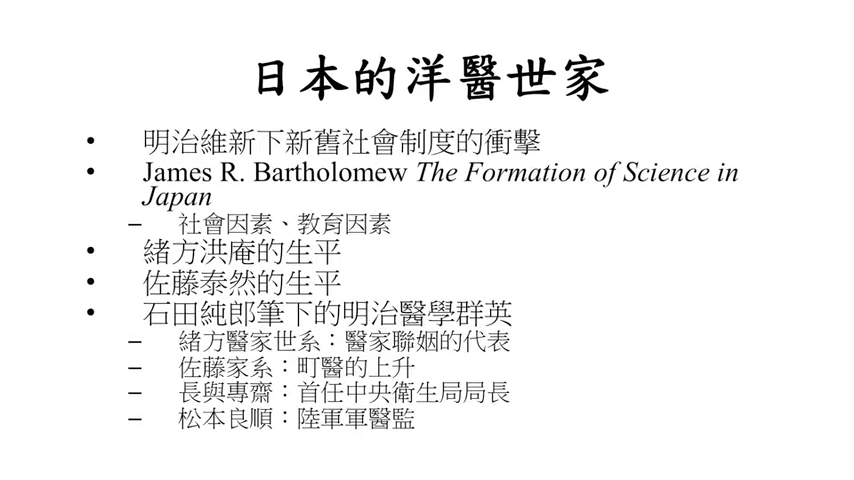 日本的洋醫世家
• 明治維新下新舊社會制度的衝擊
• James R. Bartholomew The Formation of Science in
Japan
– 社會因素、教育因素
• 緒方洪庵的生平
• 佐藤泰然的生平
• 石田純郎筆下的明治醫學群英
– 緒方醫家世系：醫家聯姻的代表
– 佐藤家系：町醫的上升
– 長與專齋：首任中央衛生局局長
– 松本良順：陸軍軍醫監